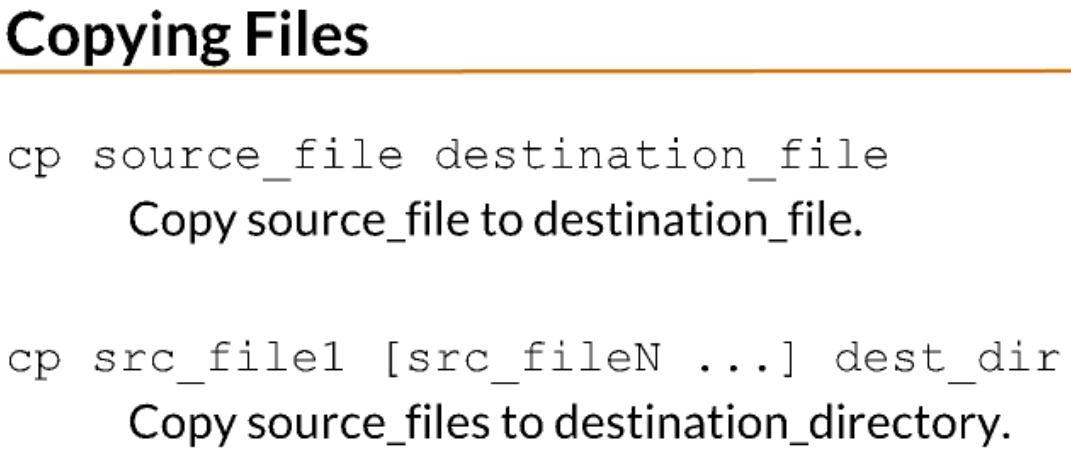 Copying Files
cp source_file destination_file
Copy source_file to destination_file.
cp src_file1 [src_fileN ...] dest_dir
Copy source_files to destination_directory.